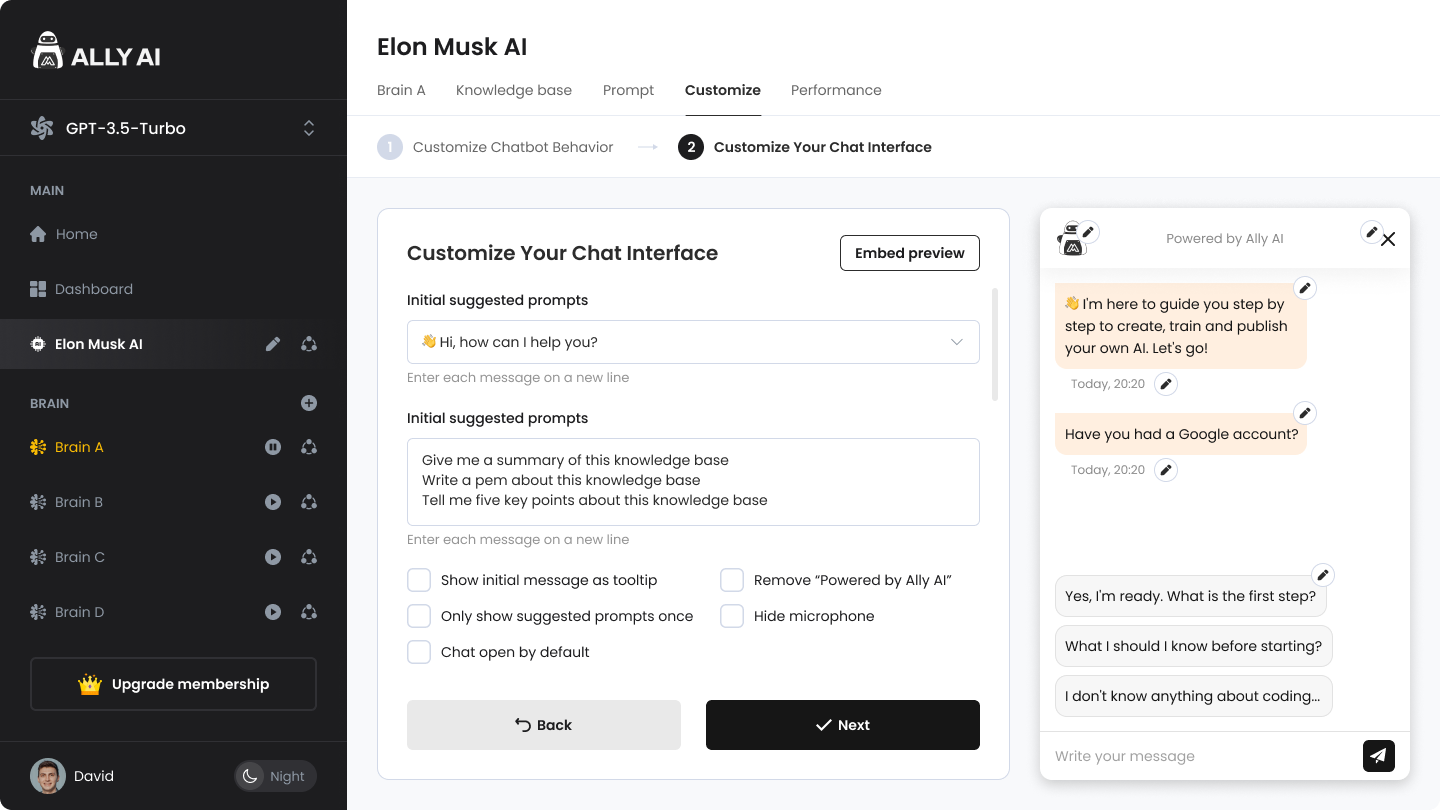 ALLY AI
GPT-3.5-Turbo
MAIN
Home
Dashboard
Elon Musk AI
BRAIN
Brain A
Brain B
Brain C
Brain D
Upgrade membership
David
Night
Elon Musk AI
Brain A
Knowledge base
Prompt
Customize
Performance
1
Customize Chatbot Behavior
2
Customize Your Chat Interface
Customize Your Chat Interface
Embed preview
Initial suggested prompts
👋 Hi, how can I help you?
Enter each message on a new line
Initial suggested prompts
Give me a summary of this knowledge base
Write a pem about this knowledge base
Tell me five key points about this knowledge base
Enter each message on a new line
Show initial message as tooltip
Remove “Powered by Ally AI”
Only show suggested prompts once
Hide microphone
Chat open by default
Back
Next
Powered by Ally AI
👋 I'm here to guide you step by
step to create, train and publish
your own AI. Let's go!
Today, 20:20
Have you had a Google account?
Today, 20:20
Yes, I'm ready. What is the first step?
What I should I know before starting?
I don't know anything about coding...
Write your message